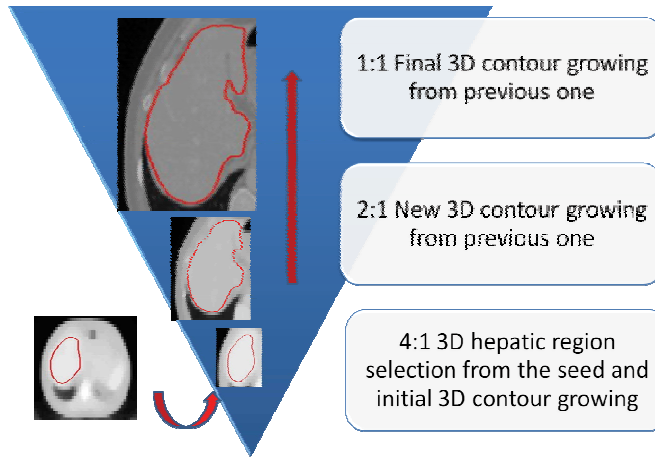 1:1 Final 3D contour growing
from previous one
2:1 New 3D contour growing
from previous one
4:1 3D hepatic region
selection from the seed and
initial 3D contour growing